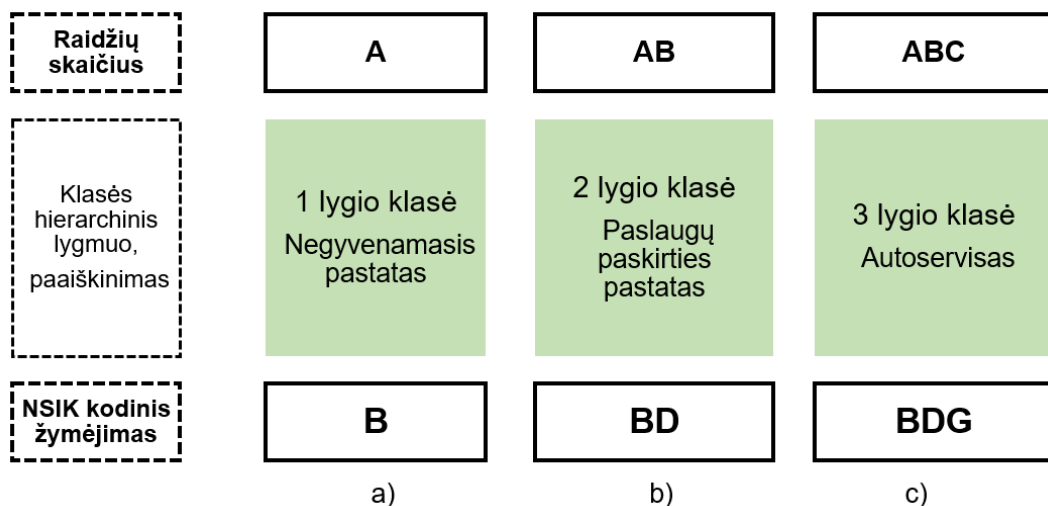 Raidžių
skaičius
A
AB
ABC
Klasės
hierarchinis
lygmuo,
paaiškinimas
1 lygio klasė
Negyvenamasis
pastatas
2 lygio klasė
Paslaugų
paskirties
pastatas
3 lygio klasė
Autoservisas
NSIK kodinis
žymėjimas
B
BD
BDG
a)
b)
c)